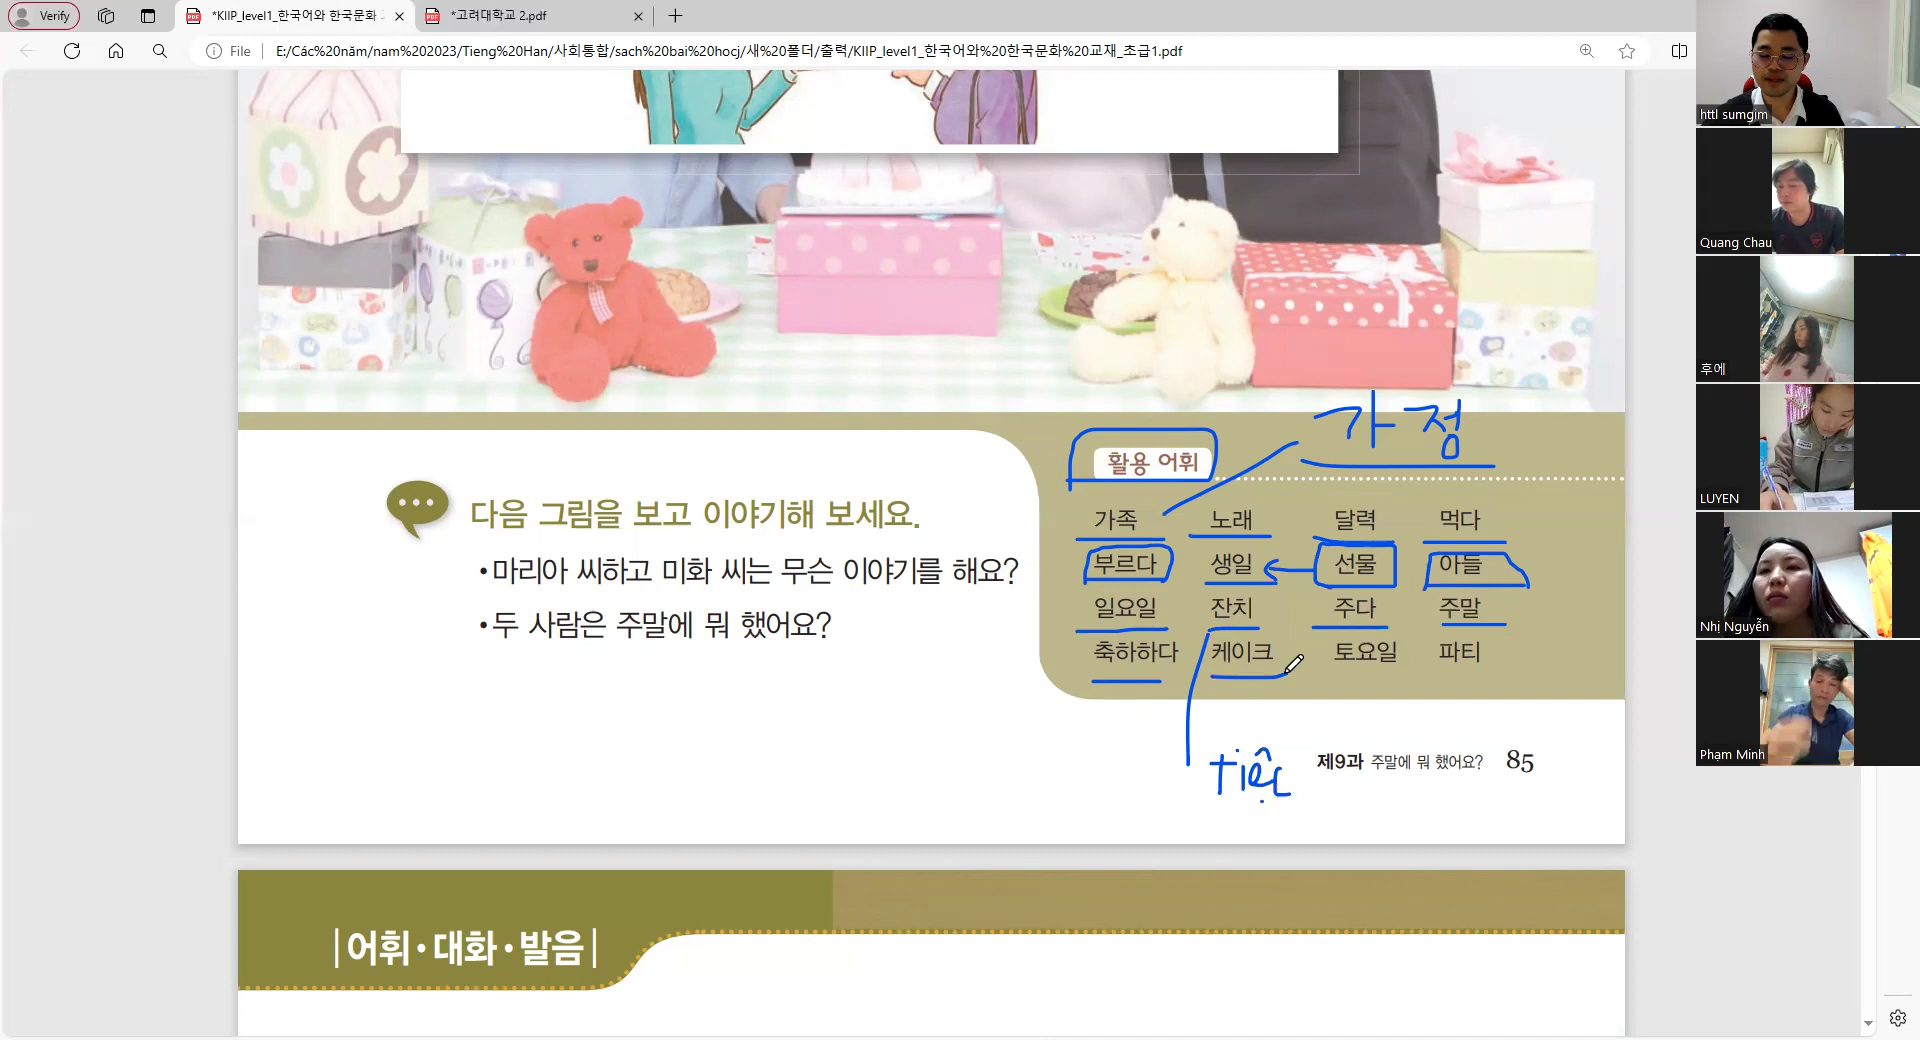 Verify
*KIIP_level1_한국어와 한국문화
*고려대학교 2.pdf
File
E:/Các%20năm/nam%202023/Tieng%20Han/사회통합/sach%20bai%20hocj/새%20폴더/출력/KIIP_level1_한국어와%20한국문화%20교재_초급1.pdf
httl sumgim
Quang Chau
후에
LUYEN
Nhị Nguyễn
Phạm Minh
가정
활용 어휘
다음 그림을 보고 이야기해 보세요.
•마리아 씨하고 미화 씨는 무슨 이야기를 해요?
•두 사람은 주말에 뭐 했어요?
가족 노래 달력 먹다
부르다 생일 선물 아들
일요일 잔치 주다 주말
축하하다 케이크 토요일 파티
tiệc
제9과 주말에 뭐 했어요? 85
|어휘·대화·발음|